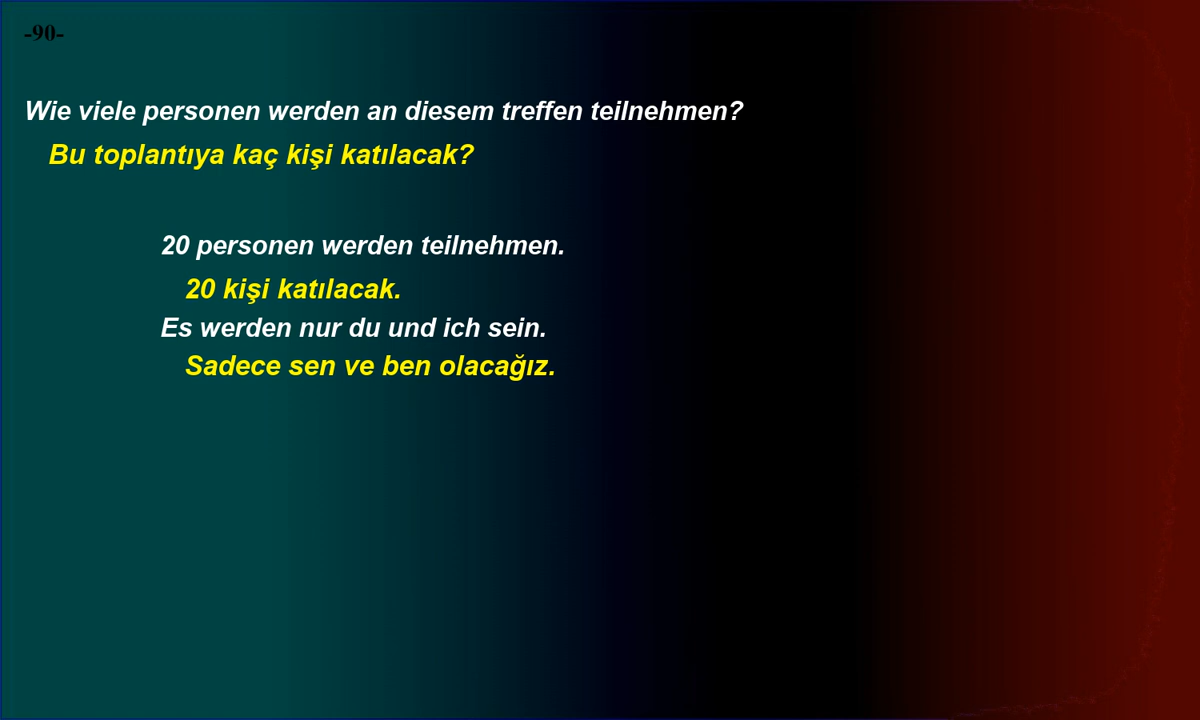 -90-
Wie viele personen werden an diesem treffen teilnehmen?
Bu toplantıya kaç kişi katılacak?
20 personen werden teilnehmen.
20 kişi katılacak.
Es werden nur du und ich sein.
Sadece sen ve ben olacağız.